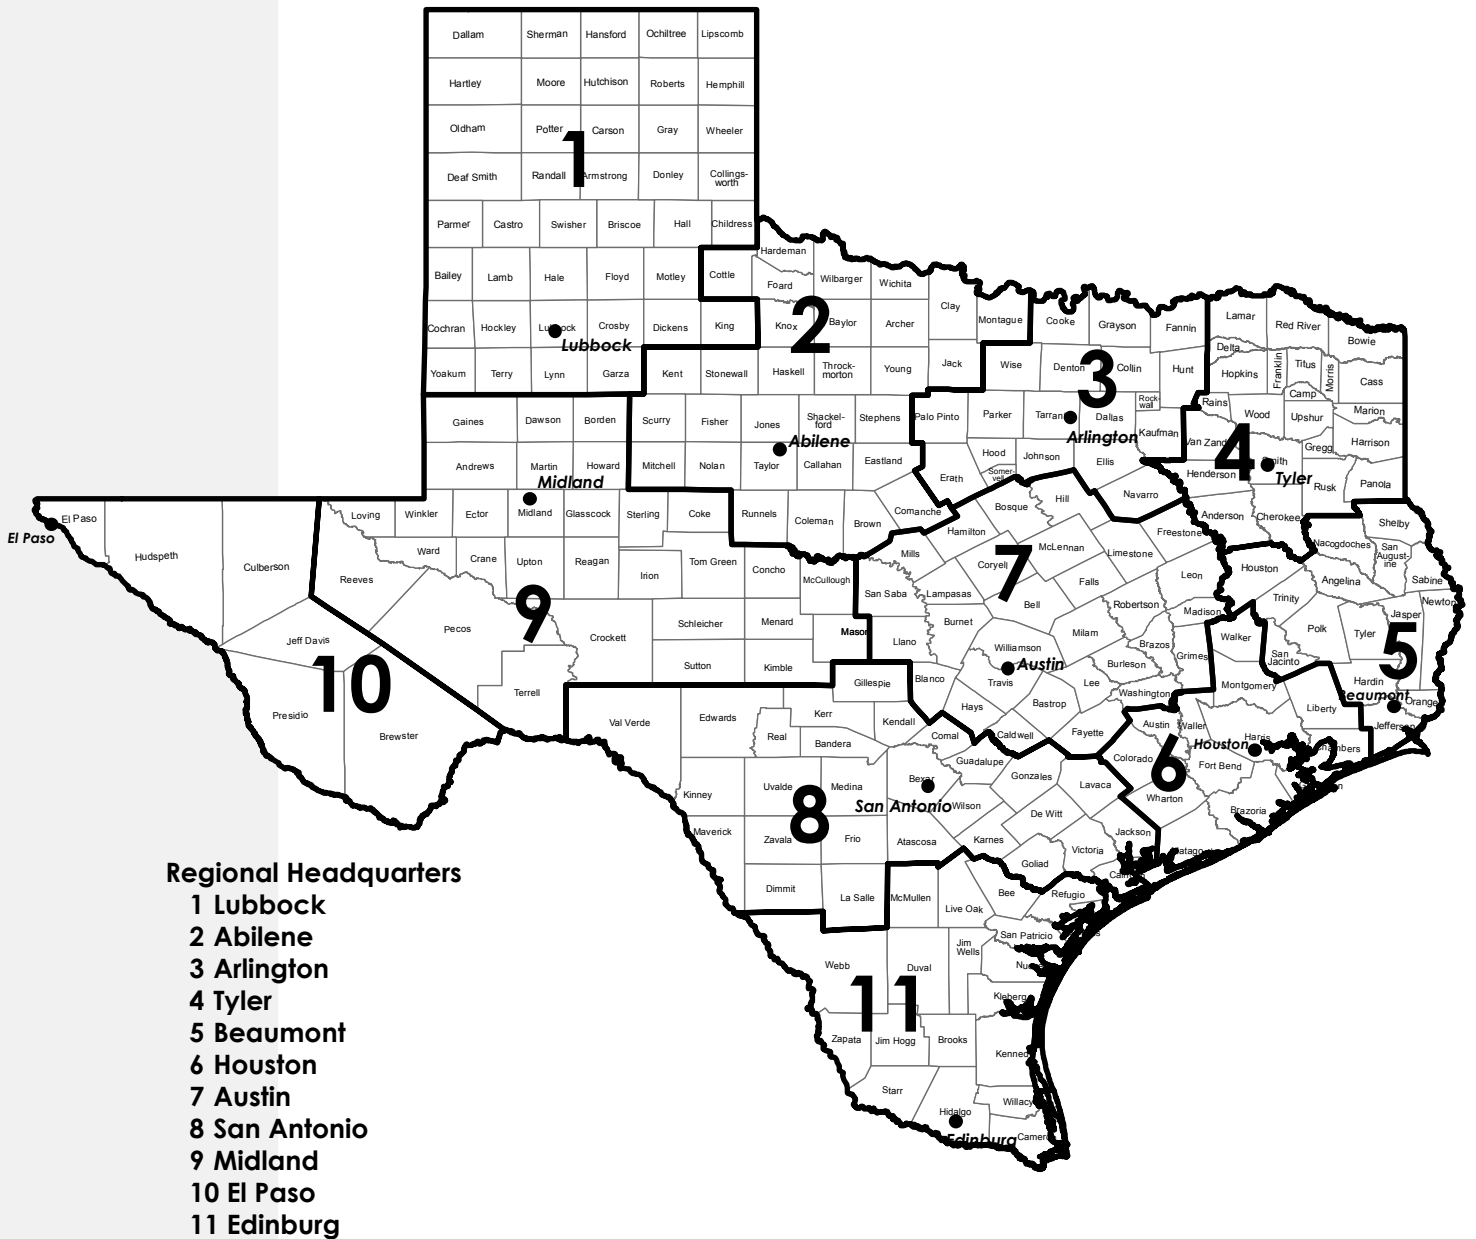 Dallam Sherman Hansford Ochiltree Lipscomb
Hartley Moore Hutchison Roberts Hemphill
Oldham Potter Carson Gray Wheeler
1
Deaf Smith Randall Armstrong Donley Collings-
worth
Parmer Castro Swisher Briscoe Hall Childress
Hardeman
Bailey Lamb Hale Floyd Motley Cottle
Foard Wilbarger Wichita
Clay
Cochran Hockley Lubbock Crosby Dickens King
Knox Baylor Archer Montague Cooke Grayson Fannin
2
Lamar Red River Bowie
Lubbock
Delta
Yoakum Terry Lynn Garza Kent Stonewall Haskell Throck-
morton Young Jack Wise Denton Collin Hunt
3
Hopkins Franklin Titus Morris Cass
Camp
Gaines Dawson Borden Scurry Fisher Jones Shackel-
ford Stephens Palo Pinto Parker Tarrant Dallas Rock-
wall
Rains Wood Upshur Marion
Abilene
Arlington Kaufman Van Zandt
4
Gregg Harrison
Andrews Martin Howard Mitchell Nolan Taylor Callahan Eastland
Hood Johnson Ellis
Erath Somer-
vell
Henderson Smith
Tyler
Rusk Panola
Midland
Navarro
El Paso Loving Winkler Ector Midland Glasscock Sterling Coke Runnels Coleman Brown Comanche
El Paso
Bosque Hill
Hamilton
Anderson Cherokee
Shelby
Freestone
Nacogdoches San
August-
ine
Hudspeth Culberson Reeves
Ward Crane Upton Reagan Irion Tom Green Concho McCullough
Mills McLennan Limestone
Coryell
7
Falls
Leon Houston Angelina Sabine
San Saba Lampasas Bell Robertson Madison Trinity Newton
Jasper
Jeff Davis Pecos
9
Crockett Schleicher Menard Mason
Burnet Milam Brazos
Walker Polk Tyler
5
Llano Williamson Grimes
San
Jacinto
Austin
Sutton Kimble
Burleson
10
Terrell Gillespie Blanco Travis Lee Washington Montgomery Hardin
Beaumont
Orange
Presidio Brewster Val Verde Edwards Kerr Kendall Hays Bastrop
Liberty
Jefferson
Real Bandera Comal Caldwell Fayette Austin Waller
Houston
Harris
Chambers
Guadalupe Colorado
6
Fort Bend
Kinney Uvalde Medina Bexar
Gonzales Lavaca
San Antonio
Wilson
Wharton
Brazoria
8
De Witt
Maverick Zavala Frio Atascosa Karnes Jackson
Victoria
Matagorda
Goliad
Calhoun
Dimmit La Salle McMullen Bee Refugio
Live Oak
San Patricio
Jim
Wells
Webb Duval Nueces
11
Kleberg
Zapata Jim Hogg Brooks Kenedy
Starr
Willacy
Hidalgo
Edinburg
Cameron
Regional Headquarters
1 Lubbock
2 Abilene
3 Arlington
4 Tyler
5 Beaumont
6 Houston
7 Austin
8 San Antonio
9 Midland
10 El Paso
11 Edinburg